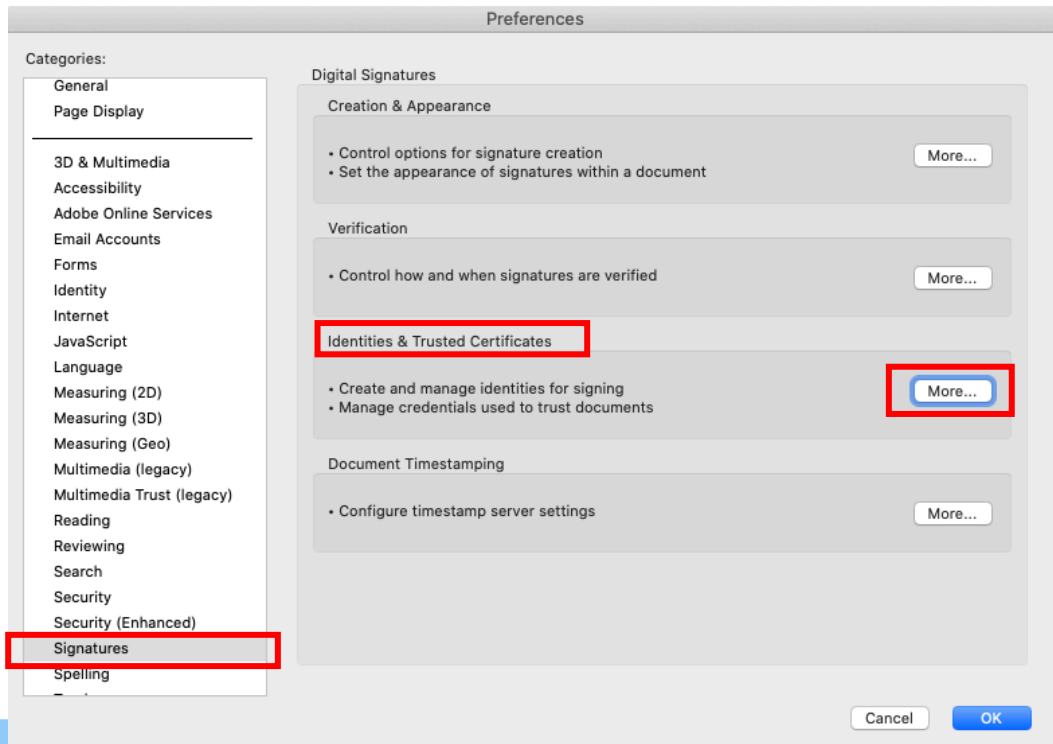 Preferences
Categories:
General
Page Display
3D & Multimedia
Accessibility
Adobe Online Services
Email Accounts
Forms
Identity
Internet
JavaScript
Language
Measuring (2D)
Measuring (3D)
Measuring (Geo)
Multimedia (legacy)
Multimedia Trust (legacy)
Reading
Reviewing
Search
Security
Security (Enhanced)
Signatures
Spelling
Digital Signatures
Creation & Appearance
• Control options for signature creation
• Set the appearance of signatures within a document
More...
Verification
• Control how and when signatures are verified
More...
Identities & Trusted Certificates
• Create and manage identities for signing
• Manage credentials used to trust documents
More...
Document Timestamping
• Configure timestamp server settings
More...
Cancel
OK